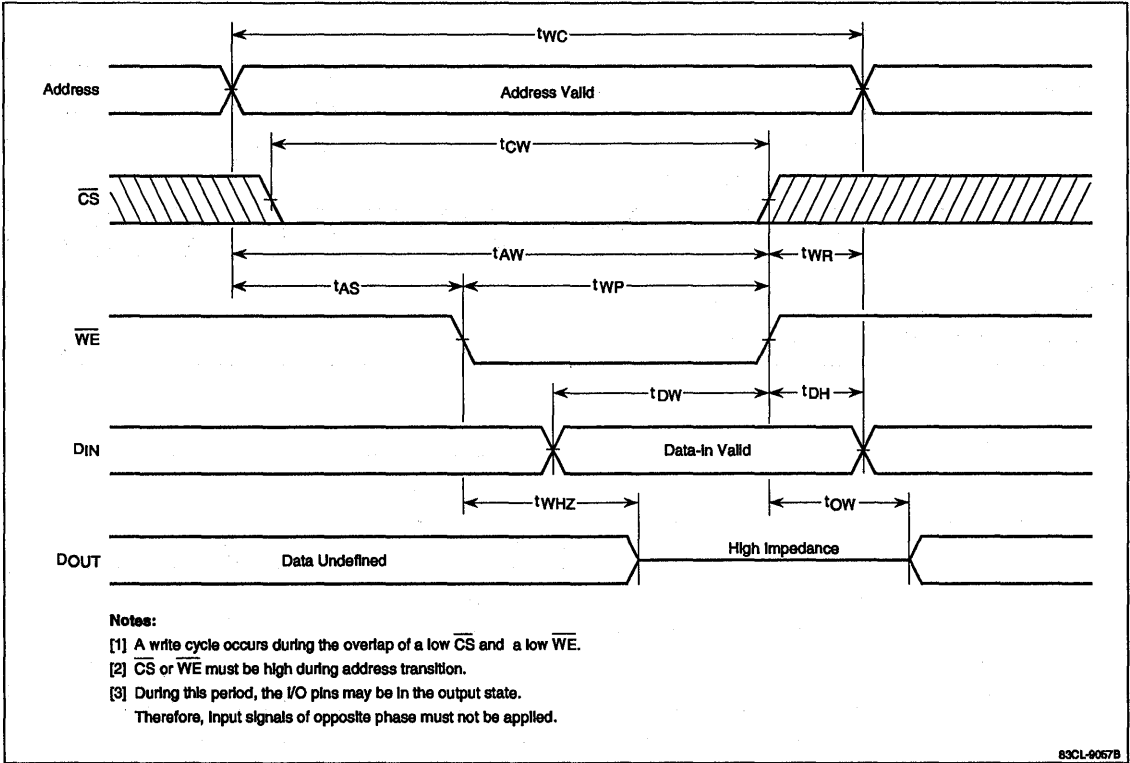 tWC
Address
Address Valid
tCW
CS
tAW
tWR
tAS
tWP
WE
tDW
tDH
DIN
Data-In Valid
tWHZ
tOW
DOUT
Data Undefined
High Impedance
Notes:
[1] A write cycle occurs during the overlap of a low CS and a low WE.
[2] CS or WE must be high during address transition.
[3] During this period, the I/O pins may be in the output state.
Therefore, input signals of opposite phase must not be applied.
83CL-9057B